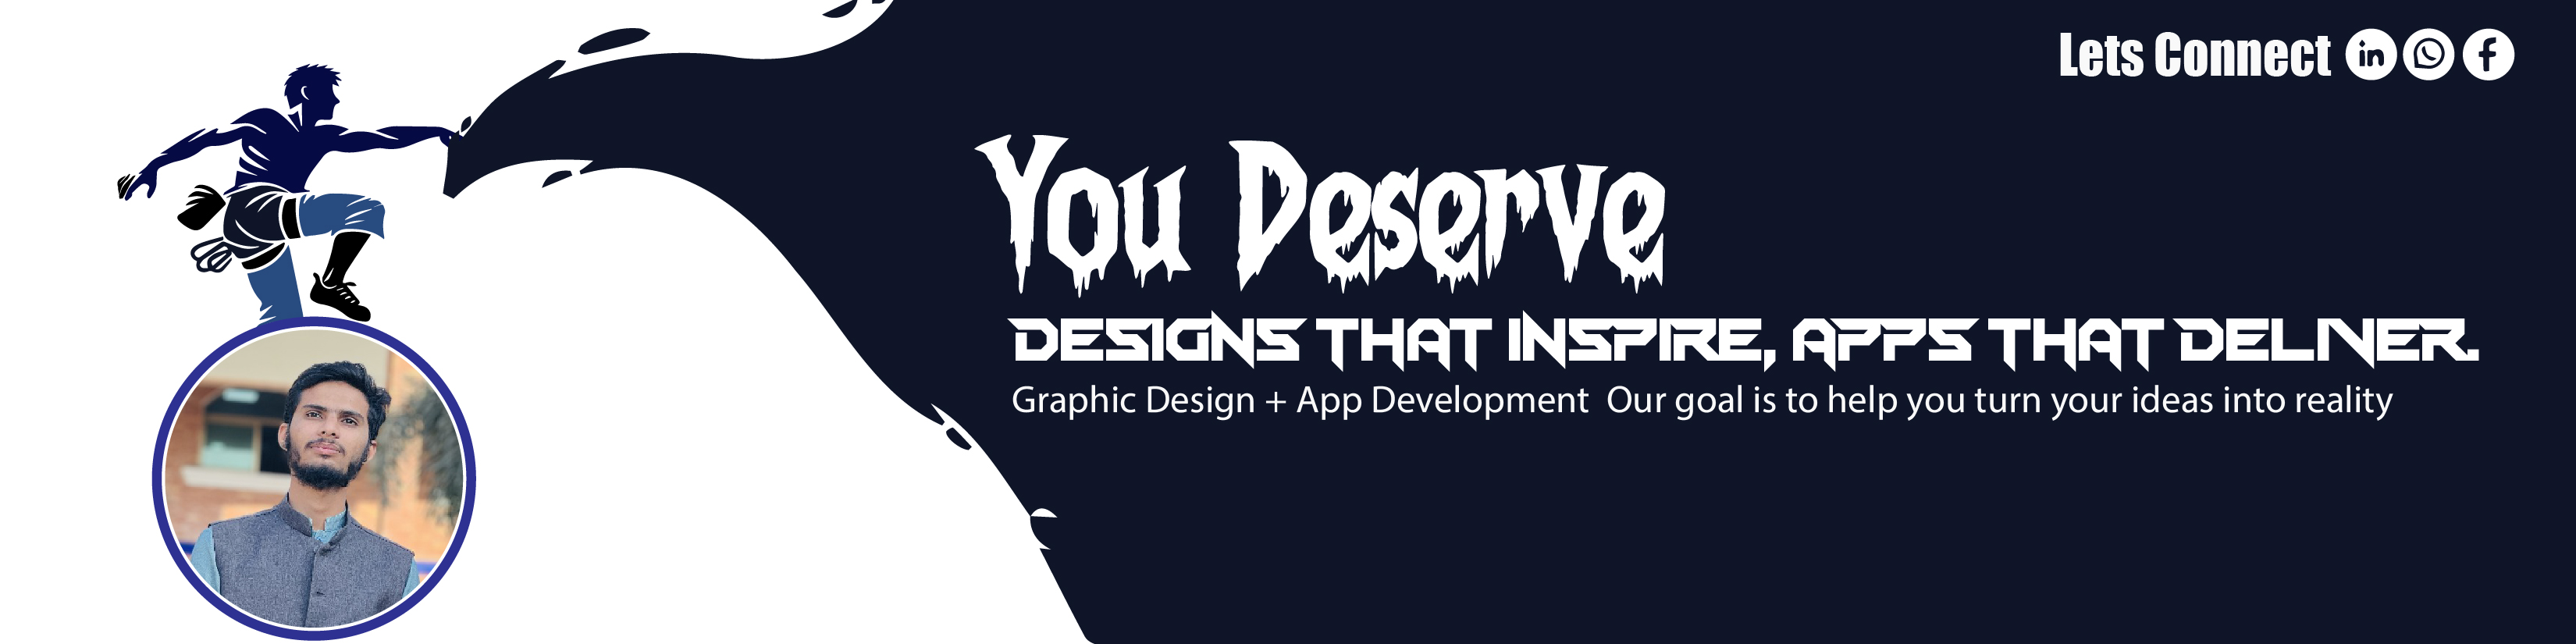 Lets Connect in f
You Deserve
DESIGNS THAT INSPIRE, APPS THAT DELIVER.
Graphic Design + App Development Our goal is to help you turn your ideas into reality